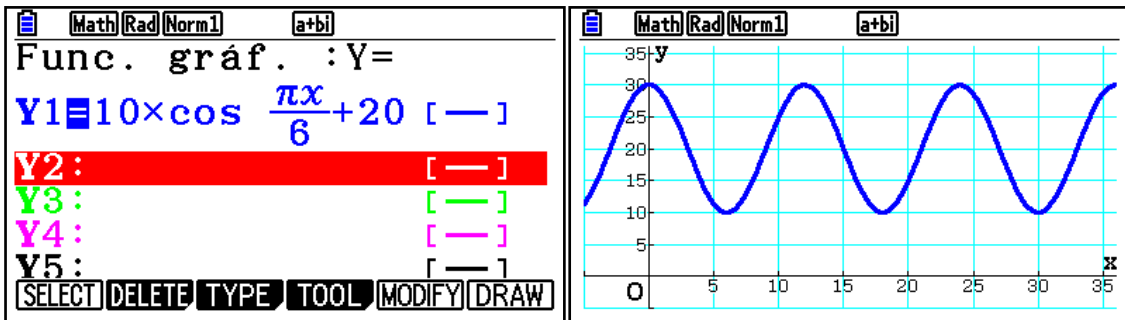 Math Rad Norm1 a+bi
Func. gráf. :Y=
Y1=10×cos πx/6+20 [—]
Y2: [—]
Y3: [—]
Y4: [—]
Y5: [—]
SELECT DELETE TYPE TOOL MODIFY DRAW
Math Rad Norm1 a+bi
35 y
30
25
20
15
10
5
x
O 5 10 15 20 25 30 35